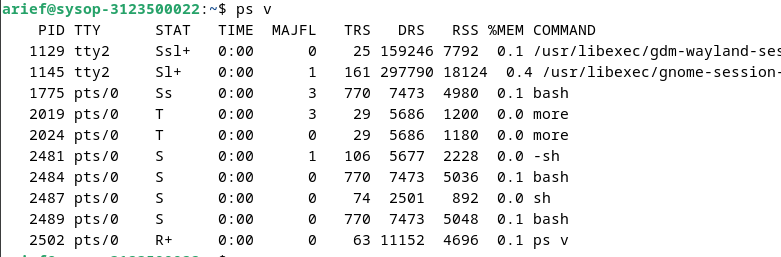 arief@sysop-3123500022:~$ ps v
    PID TTY      STAT   TIME  MAJFL   TRS   DRS   RSS %MEM COMMAND
   1129 tty2     Ssl+   0:00      0    25 159246 7792  0.1 /usr/libexec/gdm-wayland-ses
   1145 tty2     Sl+    0:00      1   161 297790 18124  0.4 /usr/libexec/gnome-session-
   1775 pts/0    Ss     0:00      3   770  7473  4980  0.1 bash
   2019 pts/0    T      0:00      3    29  5686  1200  0.0 more
   2024 pts/0    T      0:00      0    29  5686  1180  0.0 more
   2481 pts/0    S      0:00      1   106  5677  2228  0.0 -sh
   2484 pts/0    S      0:00      0   770  7473  5036  0.1 bash
   2487 pts/0    S      0:00      0    74  2501   892  0.0 sh
   2489 pts/0    S      0:00      0   770  7473  5048  0.1 bash
   2502 pts/0    R+     0:00      0    63 11152  4696  0.1 ps v